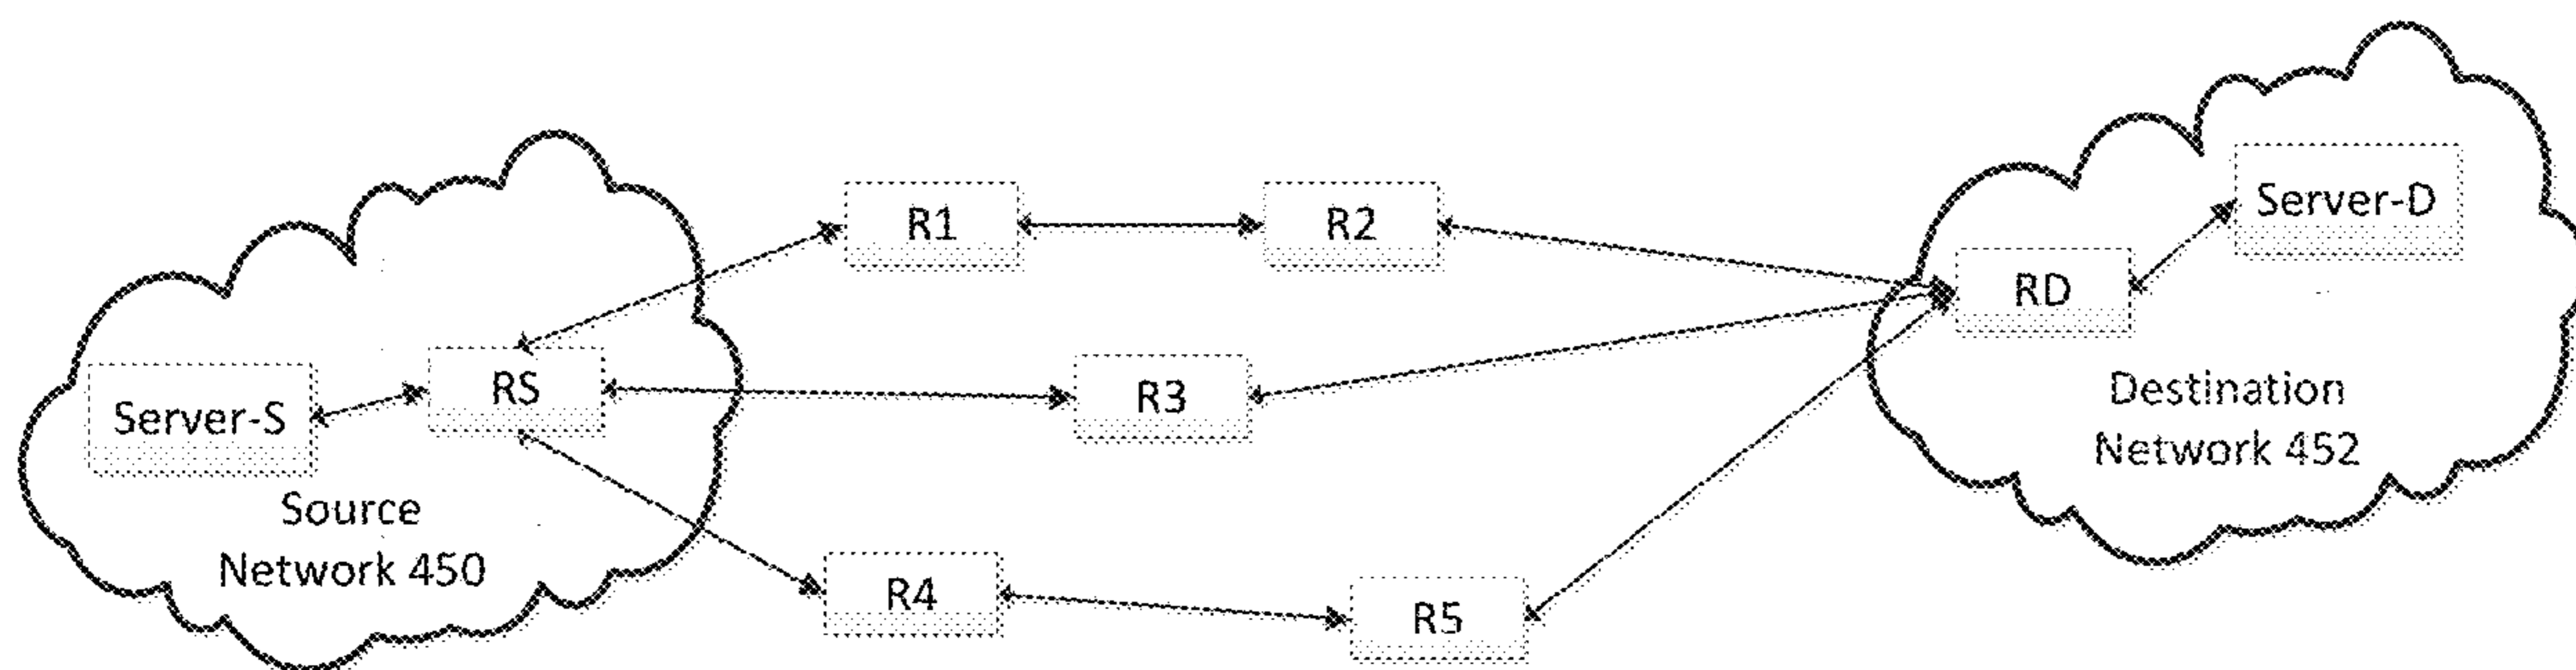 Server-D
R1
R2
RD
RS
R3
Server-S
Destination
Network 452
Source
Network 450
R4
R5